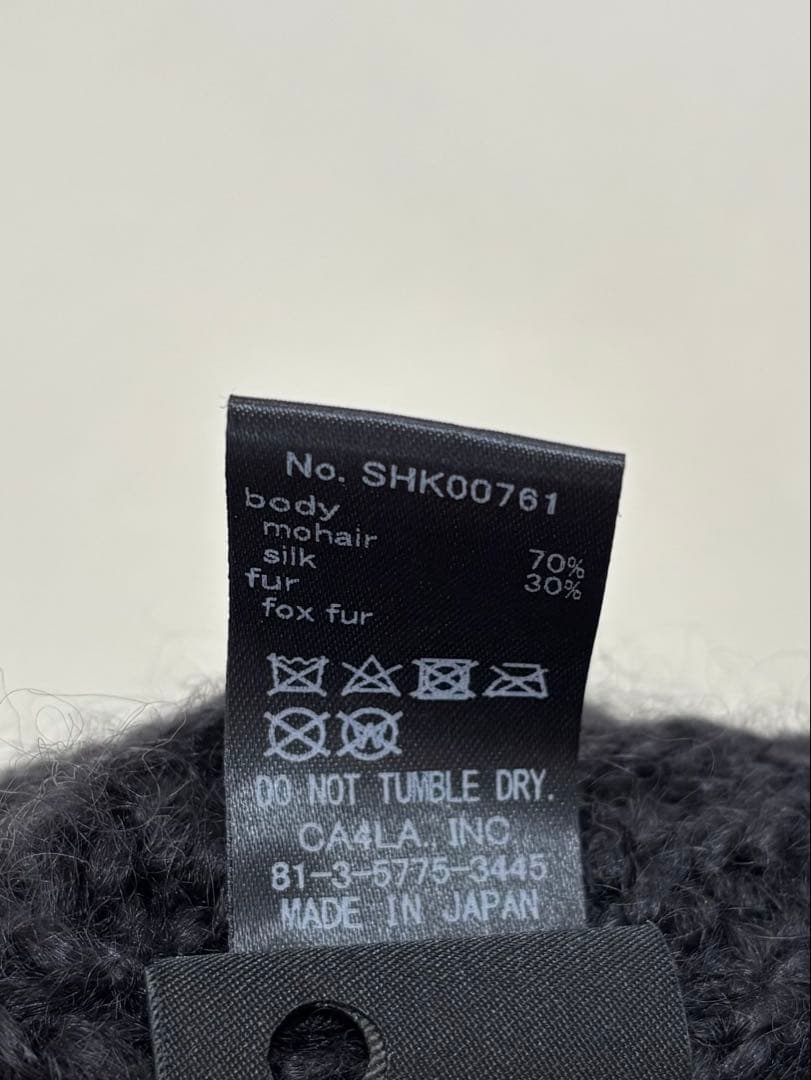 No. SHK00761
body
mohair 70%
silk 30%
fur
fox fur
W
DO NOT TUMBLE DRY.
CA4LA., INC.
81-3-5775-3445
MADE IN JAPAN